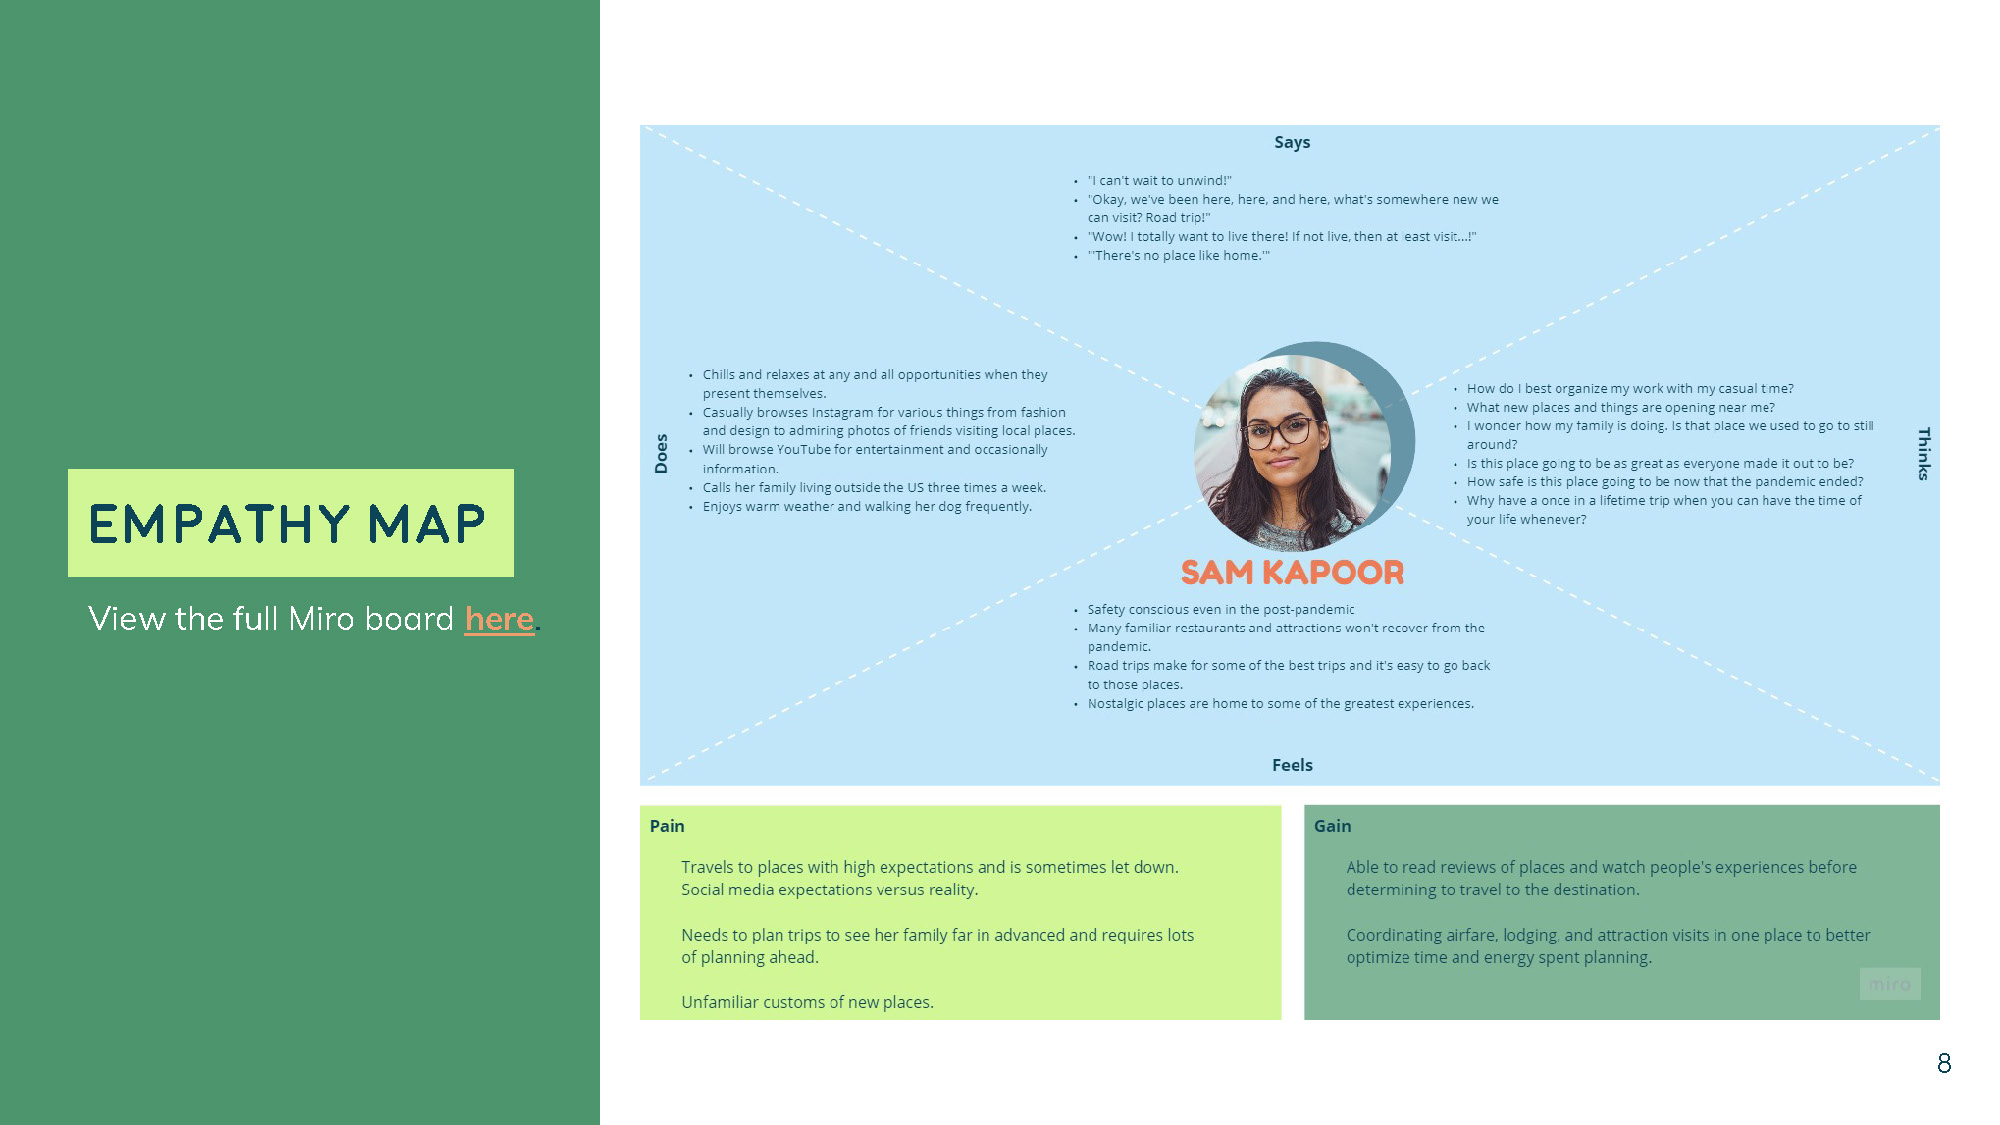 EMPATHY MAP
View the full Miro board here.
Says
• "I can't wait to unwind!"
• "Okay, we've been here, here, and here, what's somewhere new we
can visit? Road trip!"
• "Wow! I totally want to live there! If not live, then at least visit...!"
• "'There's no place like home.'"
Does
• Chills and relaxes at any and all opportunities when they
present themselves.
• Casually browses Instagram for various things from fashion
and design to admiring photos of friends visiting local places.
• Will browse YouTube for entertainment and occasionally
information.
• Calls her family living outside the US three times a week.
• Enjoys warm weather and walking her dog frequently.
Thinks
• How do I best organize my work with my casual time?
• What new places and things are opening near me?
• I wonder how my family is doing. Is that place we used to go to still
around?
• Is this place going to be as great as everyone made it out to be?
• How safe is this place going to be now that the pandemic ended?
• Why have a once in a lifetime trip when you can have the time of
your life whenever?
SAM KAPOOR
• Safety conscious even in the post-pandemic
• Many familiar restaurants and attractions won't recover from the
pandemic.
• Road trips make for some of the best trips and it's easy to go back
to those places.
• Nostalgic places are home to some of the greatest experiences.
Feels
Pain
Travels to places with high expectations and is sometimes let down.
Social media expectations versus reality.
Needs to plan trips to see her family far in advanced and requires lots
of planning ahead.
Unfamiliar customs of new places.
Gain
Able to read reviews of places and watch people's experiences before
determining to travel to the destination.
Coordinating airfare, lodging, and attraction visits in one place to better
optimize time and energy spent planning.
miro
8